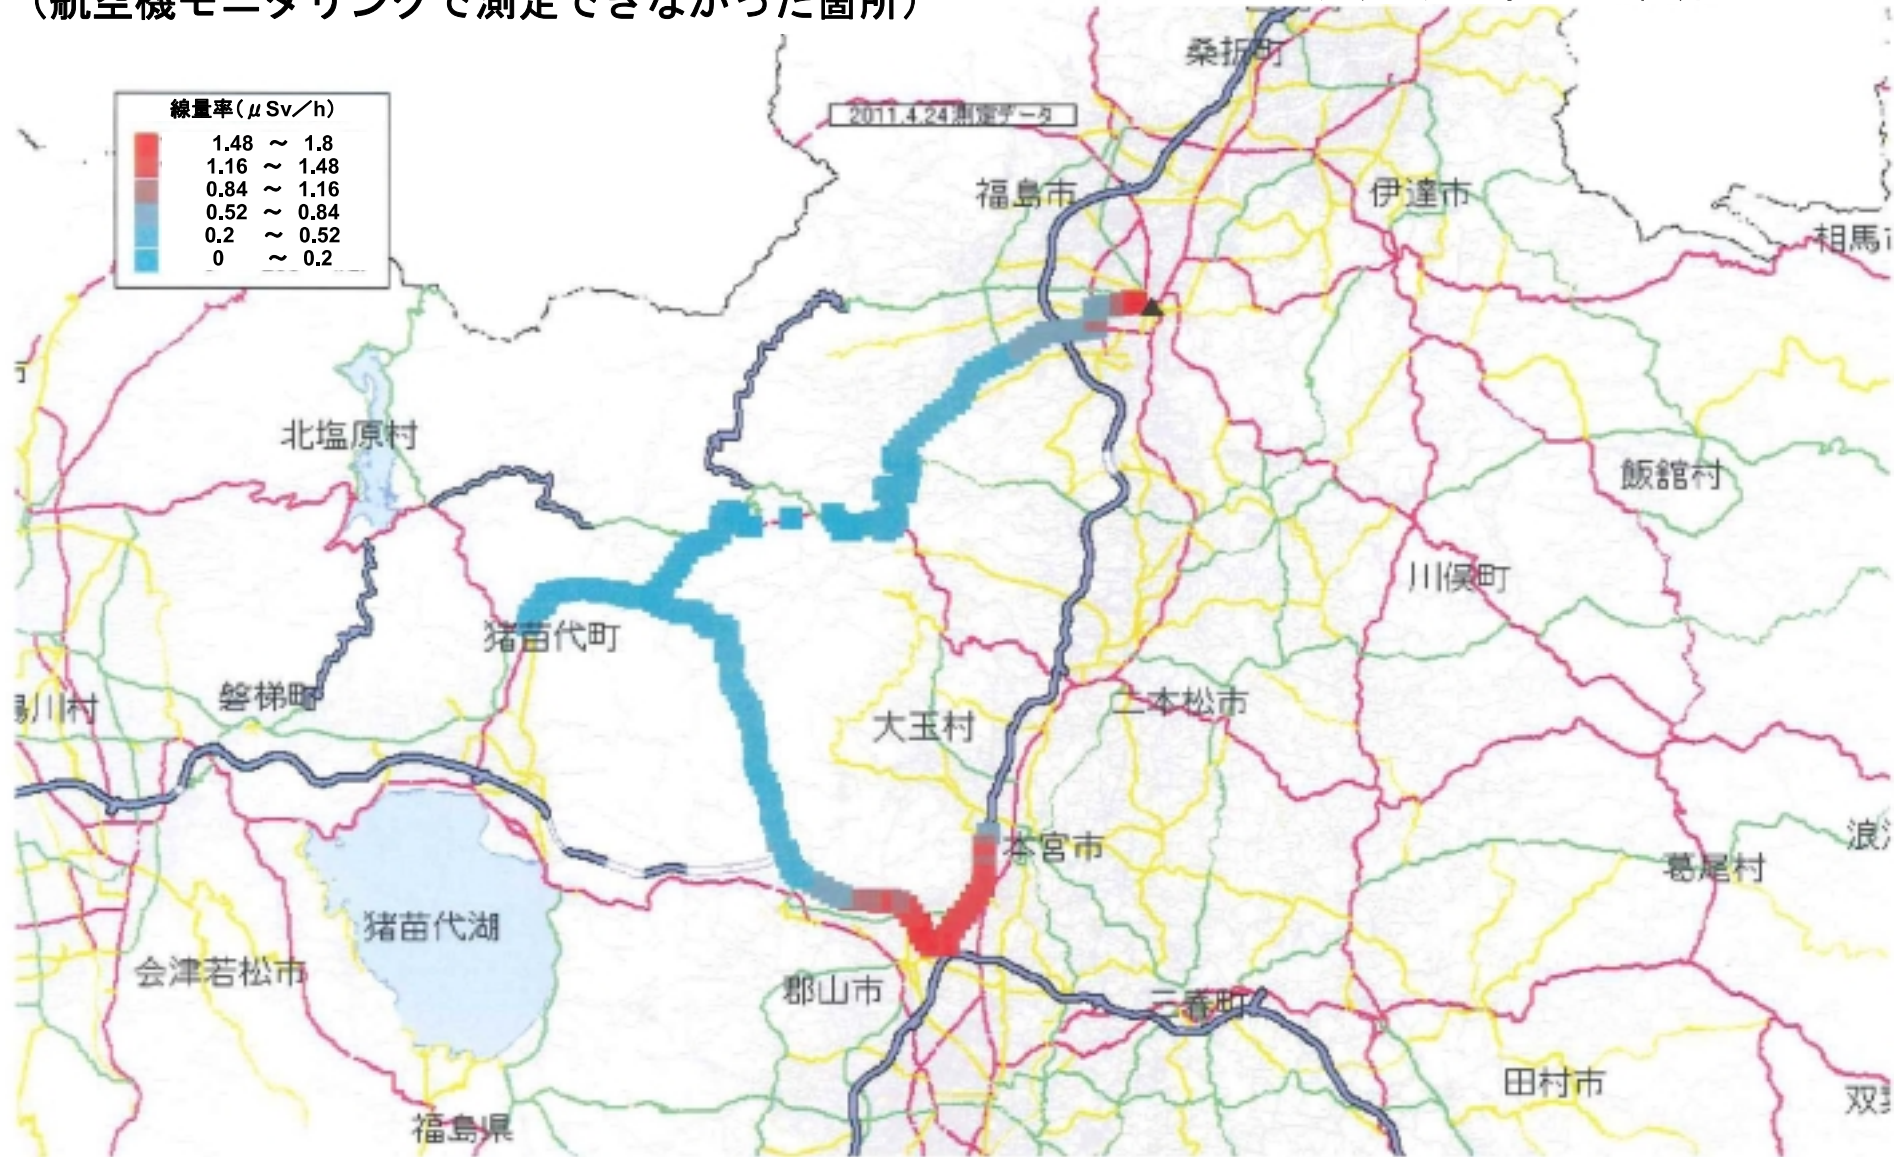 （航空機モニタリングで測定できなかった箇所）
桑折町
線量率（μSv／h）
1.48 ～ 1.8
1.16 ～ 1.48
0.84 ～ 1.16
0.52 ～ 0.84
0.2 ～ 0.52
0 ～ 0.2
2011.4.24測定データ
福島市
伊達市
相馬
北塩原村
飯舘村
川俣町
猪苗代町
磐梯町
川村
大玉村
二本松市
本宮市
浪
葛尾村
猪苗代湖
会津若松市
郡山市
三春町
田村市
双
福島県